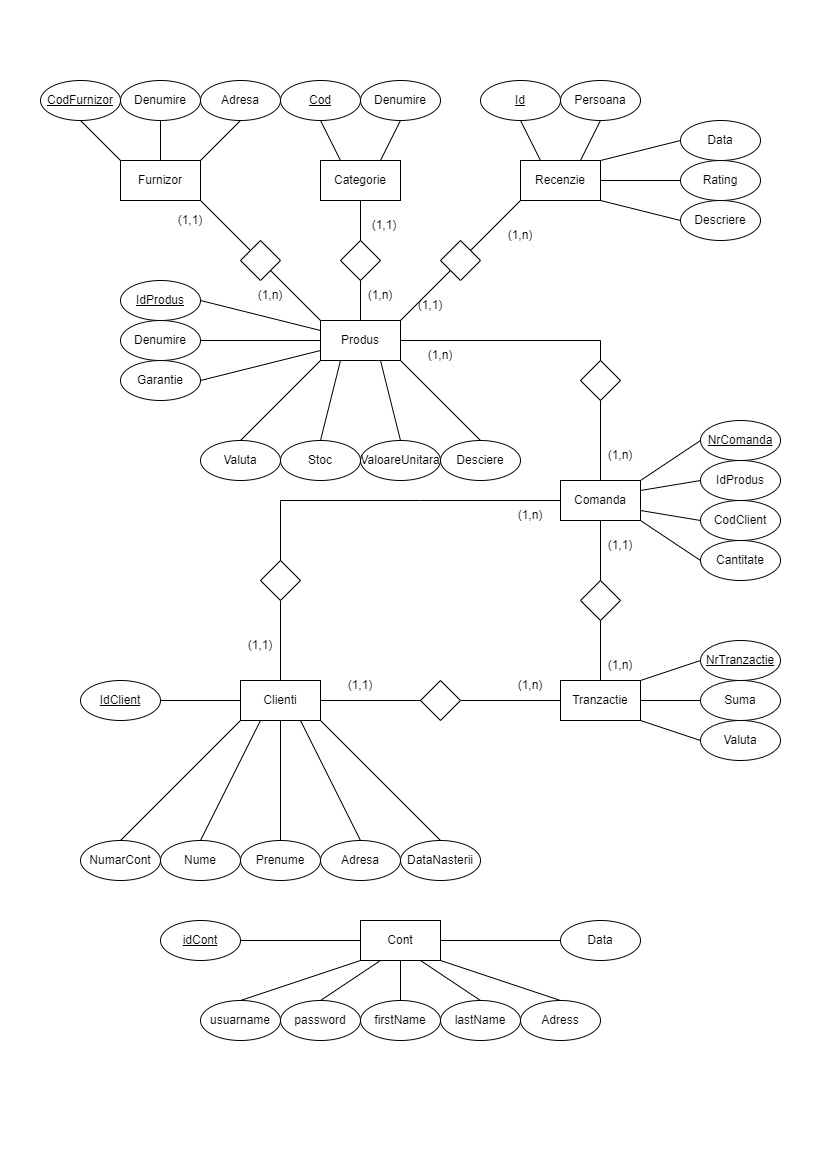 CodFurnizor
Denumire
Adresa
Cod
Denumire
Id
Persoana
Data
Furnizor
Categorie
Recenzie
Rating
Descriere
(1,1)
(1,1)
(1,n)
(1,n)
(1,n)
(1,1)
IdProdus
Denumire
Produs
(1,n)
Garantie
Valuta
Stoc
ValoareUnitara
Desciere
(1,n)
NrComanda
IdProdus
Comanda
(1,n)
CodClient
(1,1)
Cantitate
(1,1)
(1,n)
NrTranzactie
(1,1)
(1,n)
IdClient
Clienti
Tranzactie
Suma
Valuta
NumarCont
Nume
Prenume
Adresa
DataNasterii
idCont
Cont
Data
usuarname
password
firstName
lastName
Adress